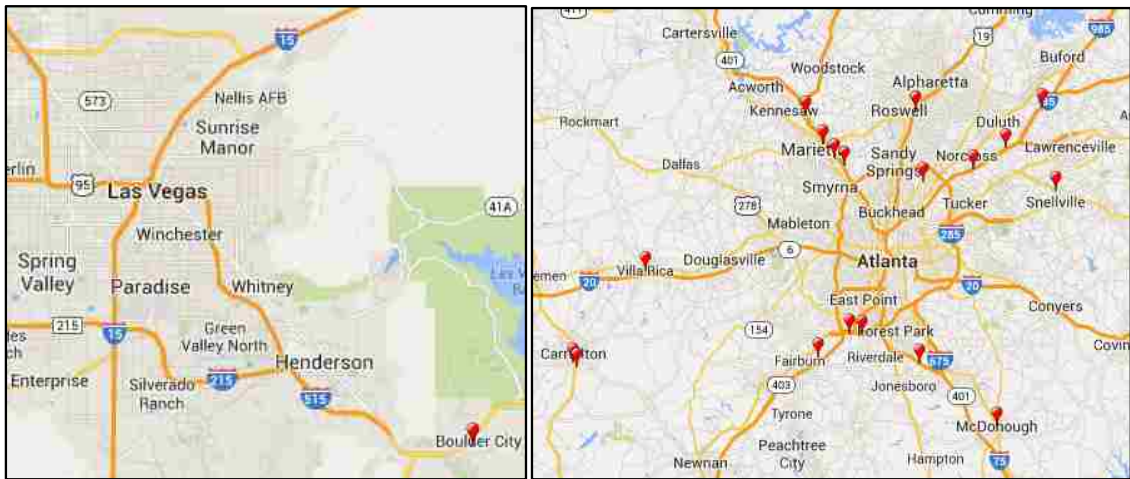 15
573
Nellis AFB
Sunrise
Manor
95
Las Vegas
41A
Winchester
Spring
Valley
Paradise
Whitney
215
15
Green
Valley North
Henderson
Enterprise
Silverado
Ranch
215
515
Boulder City
Cartersville
19
985
401
Woodstock
Buford
Acworth
Alpharetta
Kennesaw
Roswell
Rockmart
Duluth
Marietta
Sandy
Springs
Norcross
Lawrenceville
Dallas
Smyrna
Snellville
278
Buckhead
Tucker
Mableton
285
6
Villa Rica
Douglasville
Atlanta
20
20
East Point
Conyers
154
Forest Park
Carrollton
Fairburn
Riverdale
675
403
Jonesboro
401
Tyrone
McDonough
Peachtree
City
Newnan
Hampton
75